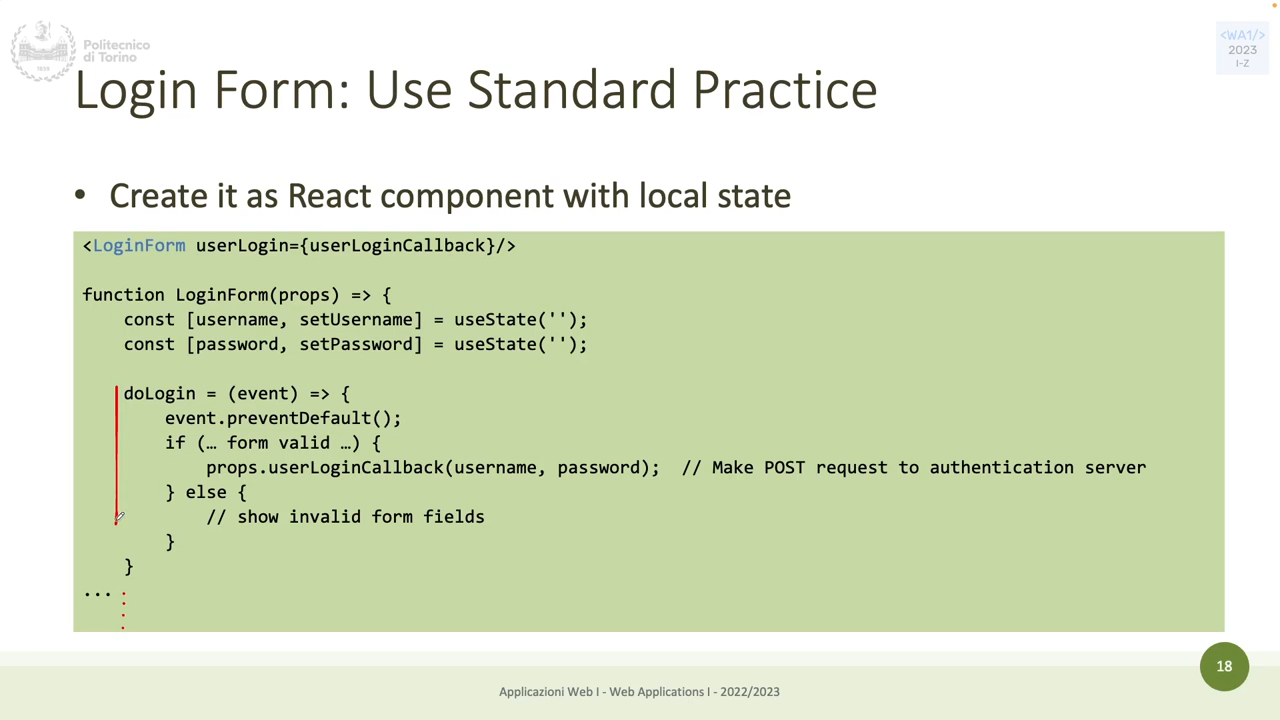 Politecnico
di Torino
1859
<WA1/>
2023
I-Z
Login Form: Use Standard Practice
• Create it as React component with local state
<LoginForm userLogin={userLoginCallback}/>
function LoginForm(props) => {
    const [username, setUsername] = useState('');
    const [password, setPassword] = useState('');
    doLogin = (event) => {
        event.preventDefault();
        if (… form valid …) {
            props.userLoginCallback(username, password);  // Make POST request to authentication server
        } else {
            // show invalid form fields
        }
    }
...
18
Applicazioni Web I - Web Applications I - 2022/2023